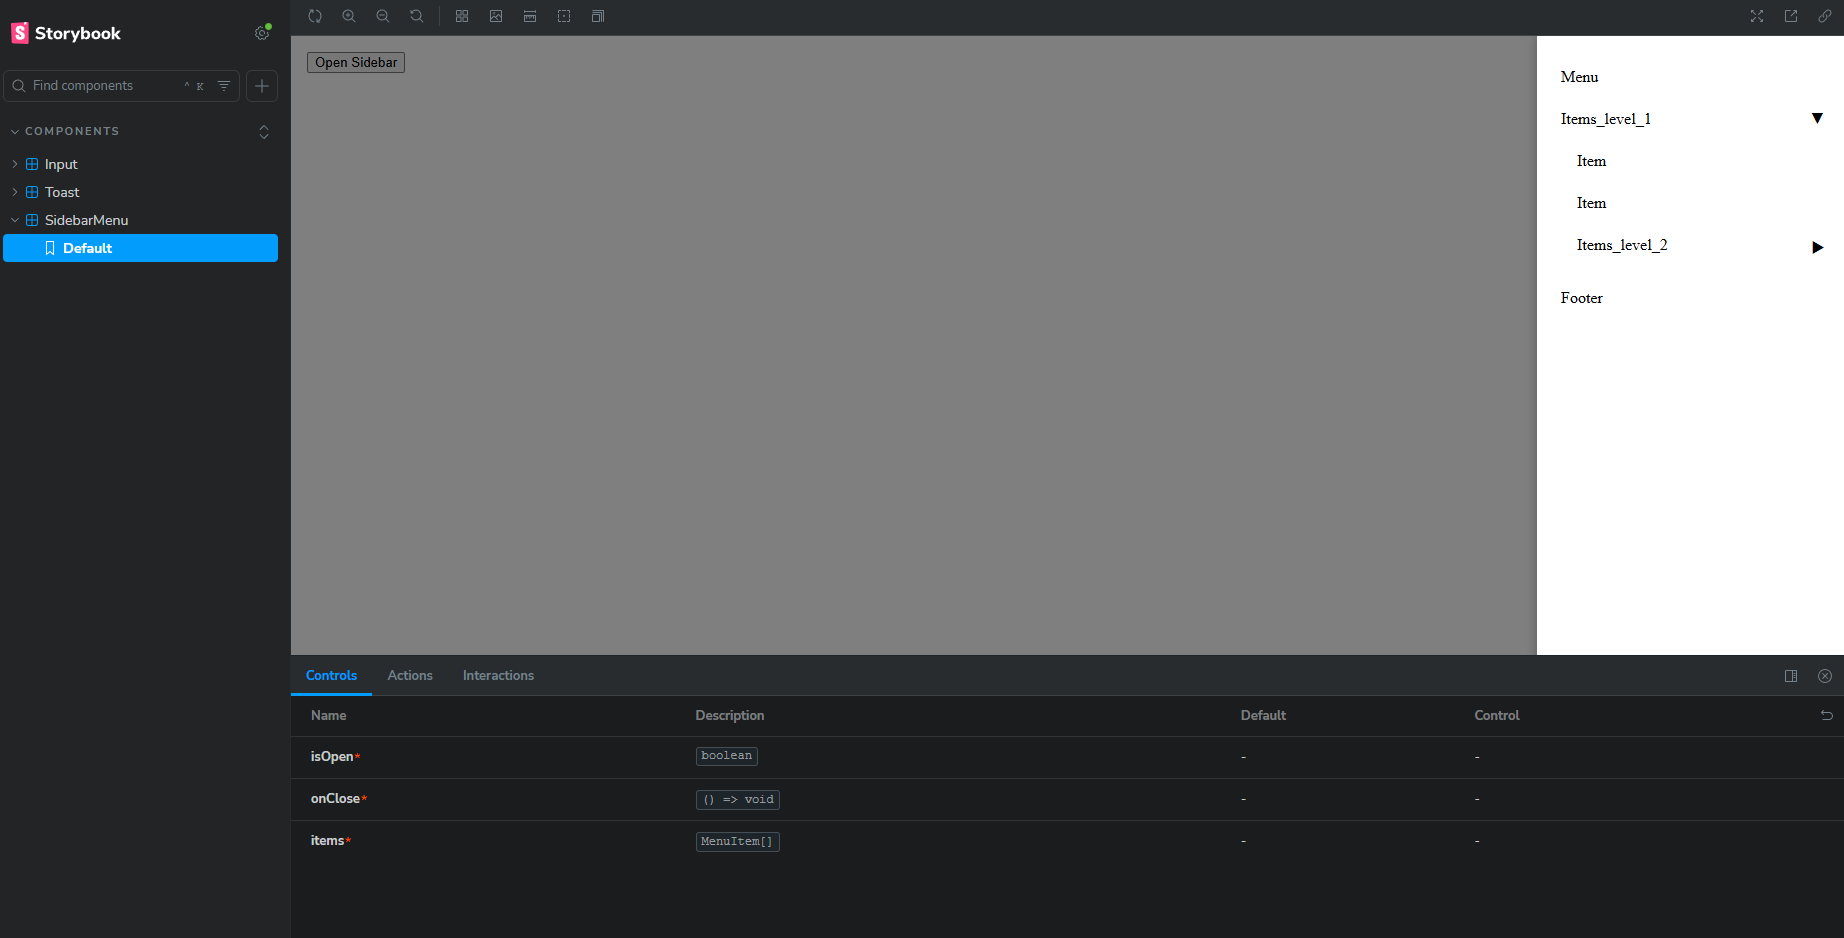 Storybook
Find components
^ K
COMPONENTS
Input
Toast
SidebarMenu
Default
Open Sidebar
Menu
Items_level_1 ▼
Item
Item
Items_level_2 ▶
Footer
Controls Actions Interactions
Name Description Default Control
isOpen* boolean - -
onClose* () => void - -
items* MenuItem[] - -